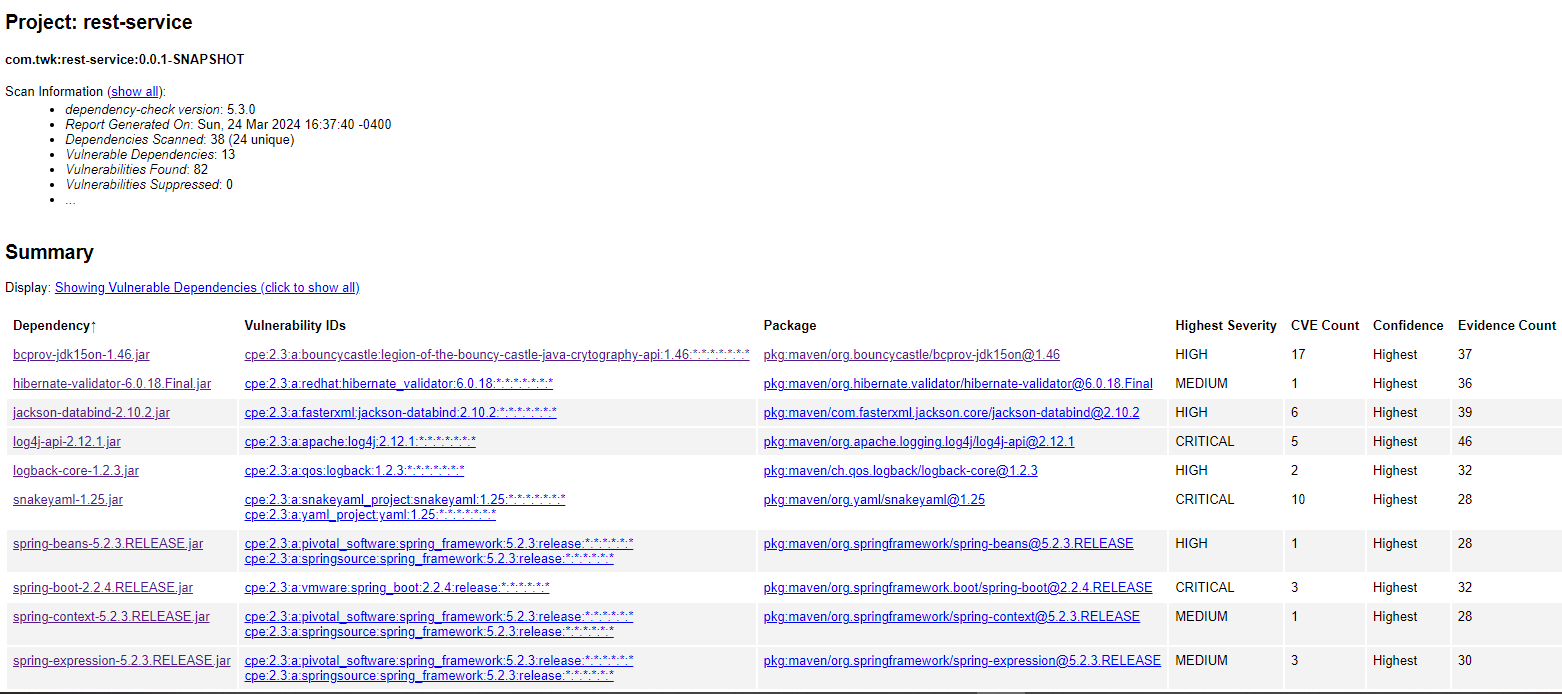 Project: rest-service
com.twk:rest-service:0.0.1-SNAPSHOT
Scan Information (show all):
• dependency-check version: 5.3.0
• Report Generated On: Sun, 24 Mar 2024 16:37:40 -0400
• Dependencies Scanned: 38 (24 unique)
• Vulnerable Dependencies: 13
• Vulnerabilities Found: 82
• Vulnerabilities Suppressed: 0
• ...
Summary
Display: Showing Vulnerable Dependencies (click to show all)
Dependency↑ Vulnerability IDs Package Highest Severity CVE Count Confidence Evidence Count
bcprov-jdk15on-1.46.jar cpe:2.3:a:bouncycastle:legion-of-the-bouncy-castle-java-crytography-api:1.46:*:*:*:*:*:*:* pkg:maven/org.bouncycastle/bcprov-jdk15on@1.46 HIGH 17 Highest 37
hibernate-validator-6.0.18.Final.jar cpe:2.3:a:redhat:hibernate_validator:6.0.18:*:*:*:*:*:*:* pkg:maven/org.hibernate.validator/hibernate-validator@6.0.18.Final MEDIUM 1 Highest 36
jackson-databind-2.10.2.jar cpe:2.3:a:fasterxml:jackson-databind:2.10.2:*:*:*:*:*:*:* pkg:maven/com.fasterxml.jackson.core/jackson-databind@2.10.2 HIGH 6 Highest 39
log4j-api-2.12.1.jar cpe:2.3:a:apache:log4j:2.12.1:*:*:*:*:*:*:* pkg:maven/org.apache.logging.log4j/log4j-api@2.12.1 CRITICAL 5 Highest 46
logback-core-1.2.3.jar cpe:2.3:a:qos:logback:1.2.3:*:*:*:*:*:*:* pkg:maven/ch.qos.logback/logback-core@1.2.3 HIGH 2 Highest 32
snakeyaml-1.25.jar cpe:2.3:a:snakeyaml_project:snakeyaml:1.25:*:*:*:*:*:*:* pkg:maven/org.yaml/snakeyaml@1.25 CRITICAL 10 Highest 28
cpe:2.3:a:yaml_project:yaml:1.25:*:*:*:*:*:*:*
spring-beans-5.2.3.RELEASE.jar cpe:2.3:a:pivotal_software:spring_framework:5.2.3:release:*:*:*:*:*:* pkg:maven/org.springframework/spring-beans@5.2.3.RELEASE HIGH 1 Highest 28
cpe:2.3:a:springsource:spring_framework:5.2.3:release:*:*:*:*:*:*
spring-boot-2.2.4.RELEASE.jar cpe:2.3:a:vmware:spring_boot:2.2.4:release:*:*:*:*:*:* pkg:maven/org.springframework.boot/spring-boot@2.2.4.RELEASE CRITICAL 3 Highest 32
spring-context-5.2.3.RELEASE.jar cpe:2.3:a:pivotal_software:spring_framework:5.2.3:release:*:*:*:*:*:* pkg:maven/org.springframework/spring-context@5.2.3.RELEASE MEDIUM 1 Highest 28
cpe:2.3:a:springsource:spring_framework:5.2.3:release:*:*:*:*:*:*
spring-expression-5.2.3.RELEASE.jar cpe:2.3:a:pivotal_software:spring_framework:5.2.3:release:*:*:*:*:*:* pkg:maven/org.springframework/spring-expression@5.2.3.RELEASE MEDIUM 3 Highest 30
cpe:2.3:a:springsource:spring_framework:5.2.3:release:*:*:*:*:*:*